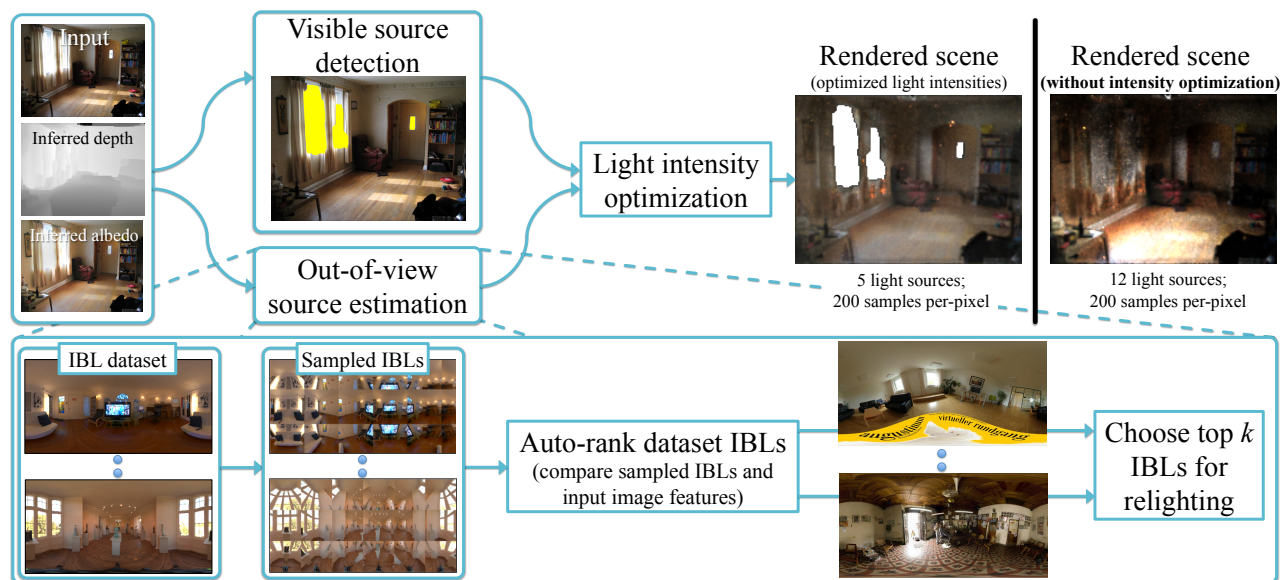 Input
Inferred depth
Inferred albedo
Visible source
detection
Out-of-view
source estimation
Light intensity
optimization
Rendered scene
(optimized light intensities)
5 light sources;
200 samples per-pixel
Rendered scene
(without intensity optimization)
12 light sources;
200 samples per-pixel
IBL dataset
Sampled IBLs
Auto-rank dataset IBLs
(compare sampled IBLs and
input image features)
augustinum
virtueller rundgang
Choose top k
IBLs for
relighting